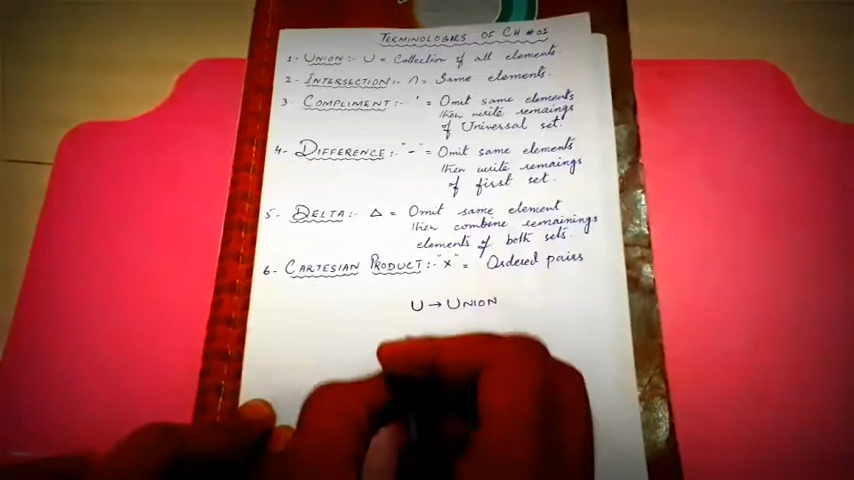 TERMINOLOGIES OF CH #01
1- UNION :- U = Collection of all elements.
2- INTERSECTION :- ∩ = Same elements.
3- COMPLIMENT :- ' = Omit same elements
then write remainings
of Universal set.
4- DIFFERENCE :- "-" = Omit same elements
then write remainings
of first set.
5- DELTA :- △ = Omit same element
then combine remaining
elements of both sets.
6- CARTESIAN PRODUCT :- "x" = Ordered pairs
U → UNION